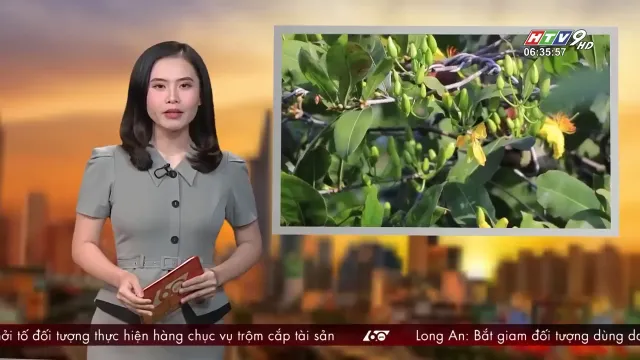 HTV9 HD
06:35:57
ởi tố đối tượng thực hiện hàng chục vụ trộm cắp tài sản
Long An: Bắt giam đối tượng dùng